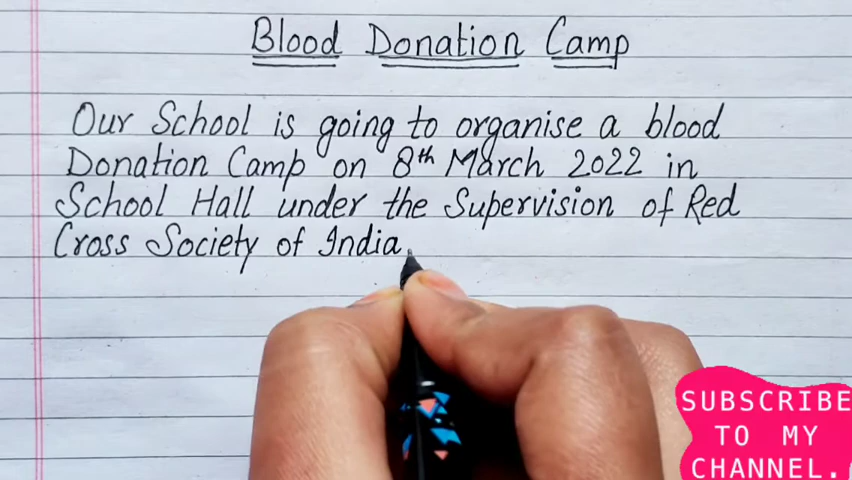 Blood Donation Camp
Our School is going to organise a blood
Donation Camp on 8th March 2022 in
School Hall under the Supervision of Red
Cross Society of India.
SUBSCRIBE
TO MY
CHANNEL.